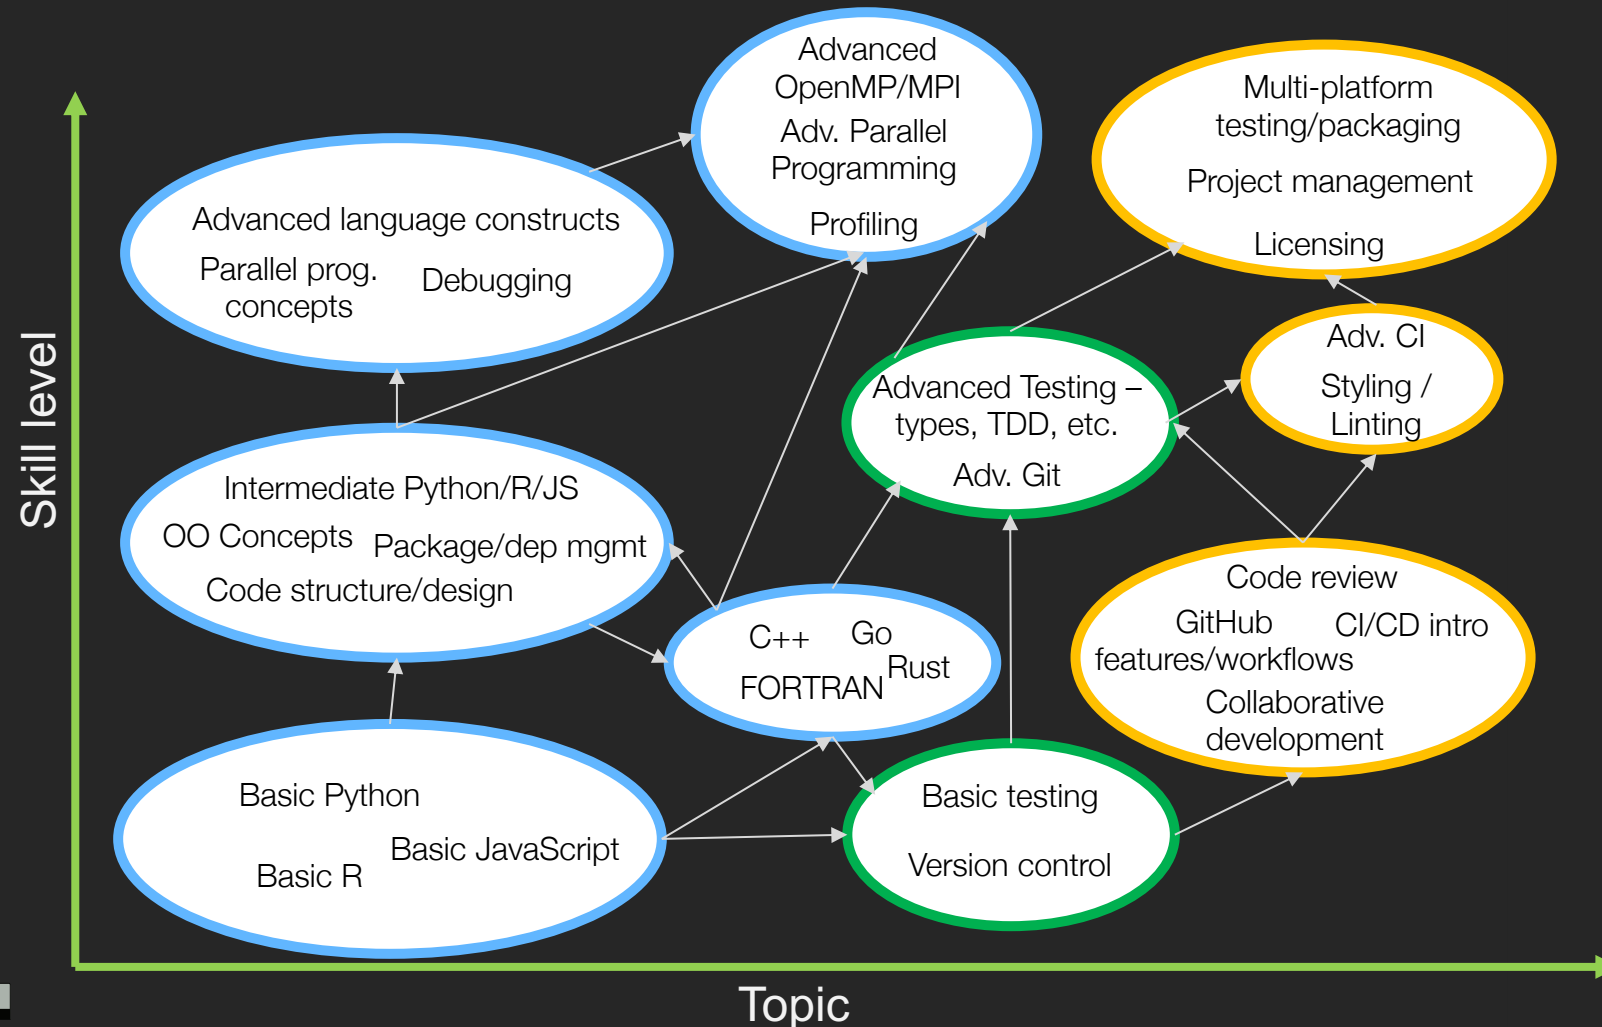 Advanced
OpenMP/MPI
Adv. Parallel
Programming
Profiling
Multi-platform
testing/packaging
Project management
Licensing
Advanced language constructs
Parallel prog.
concepts
Debugging
Adv. CI
Styling /
Linting
Advanced Testing –
types, TDD, etc.
Adv. Git
Skill level
Intermediate Python/R/JS
OO Concepts
Package/dep mgmt
Code structure/design
C++
Go
Rust
FORTRAN
Code review
GitHub
features/workflows
CI/CD intro
Collaborative
development
Basic Python
Basic JavaScript
Basic R
Basic testing
Version control
Topic